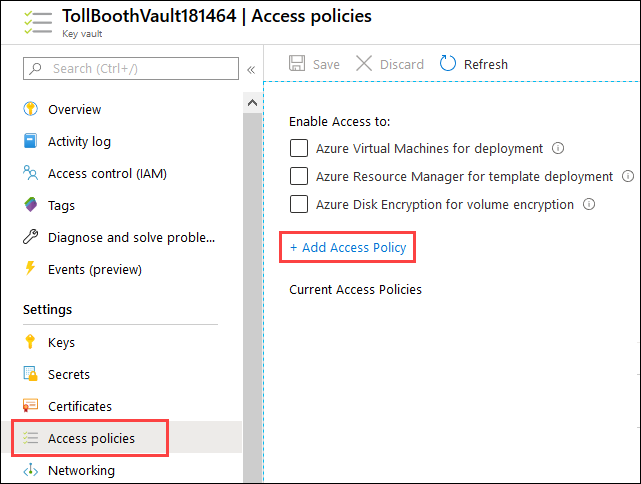 TollBoothVault181464 | Access policies
Key vault
Search (Ctrl+/)
«
Save
Discard
Refresh
Overview
Activity log
Access control (IAM)
Tags
Diagnose and solve proble...
Events (preview)
Settings
Keys
Secrets
Certificates
Access policies
Networking
Enable Access to:
Azure Virtual Machines for deployment
Azure Resource Manager for template deployment
Azure Disk Encryption for volume encryption
+ Add Access Policy
Current Access Policies